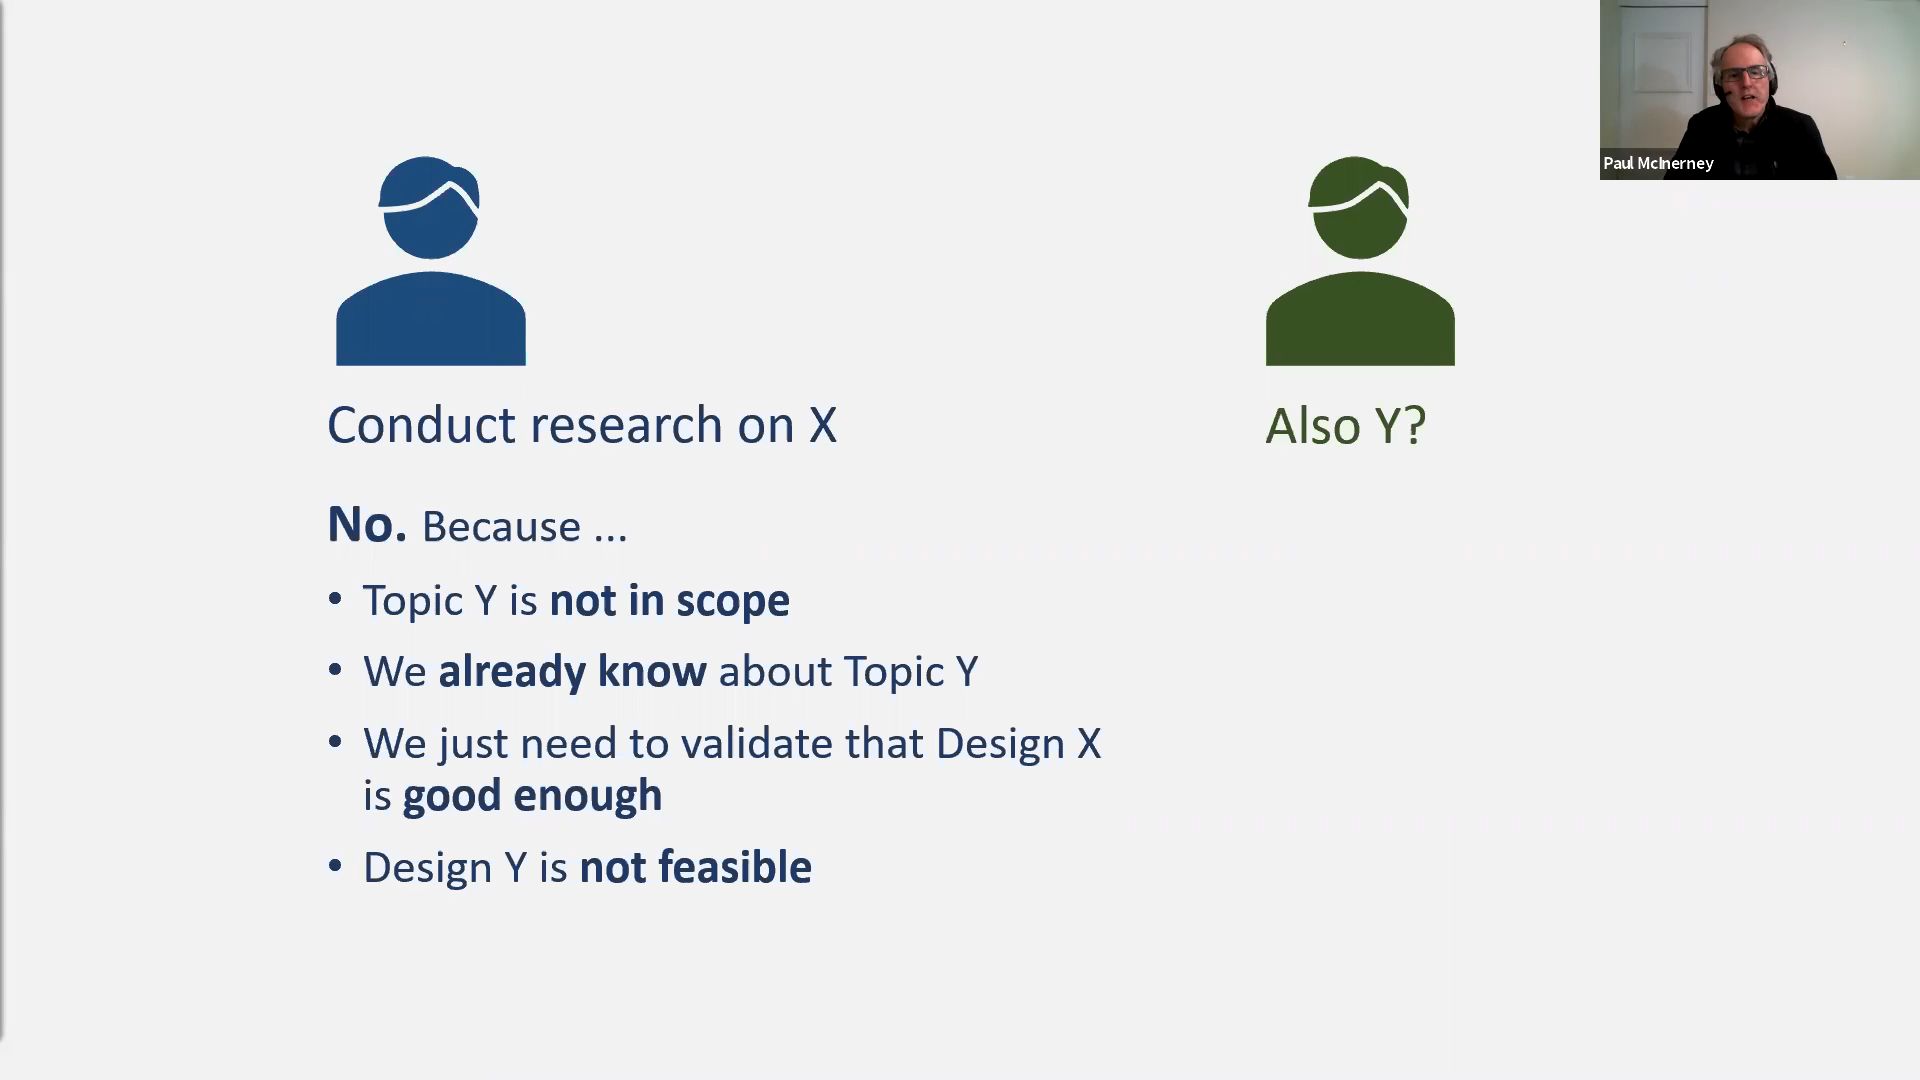 Paul McInerney
Conduct research on X
Also Y?
No. Because ...
• Topic Y is not in scope
• We already know about Topic Y
• We just need to validate that Design X
is good enough
• Design Y is not feasible